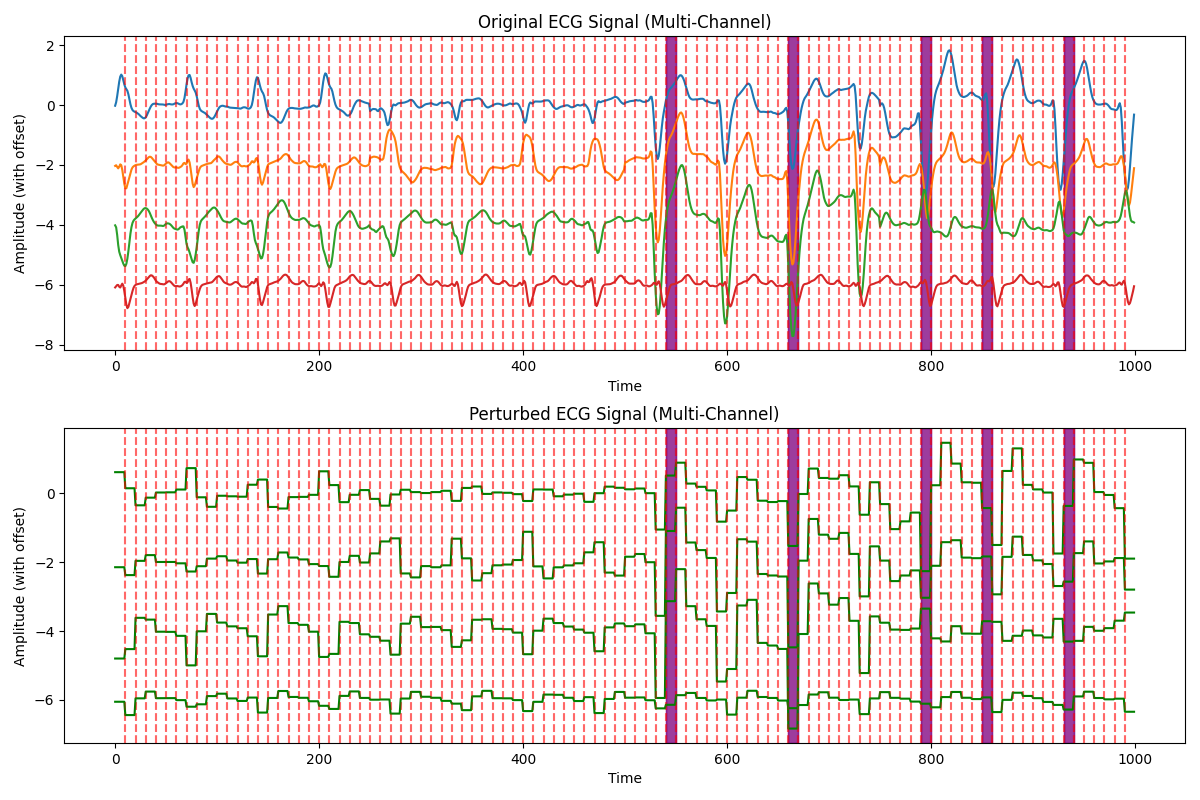 Original ECG Signal (Multi-Channel)
Amplitude (with offset)
2
0
−2
−4
−6
−8
0 200 400 600 800 1000
Time
Perturbed ECG Signal (Multi-Channel)
Amplitude (with offset)
0
−2
−4
−6
0 200 400 600 800 1000
Time